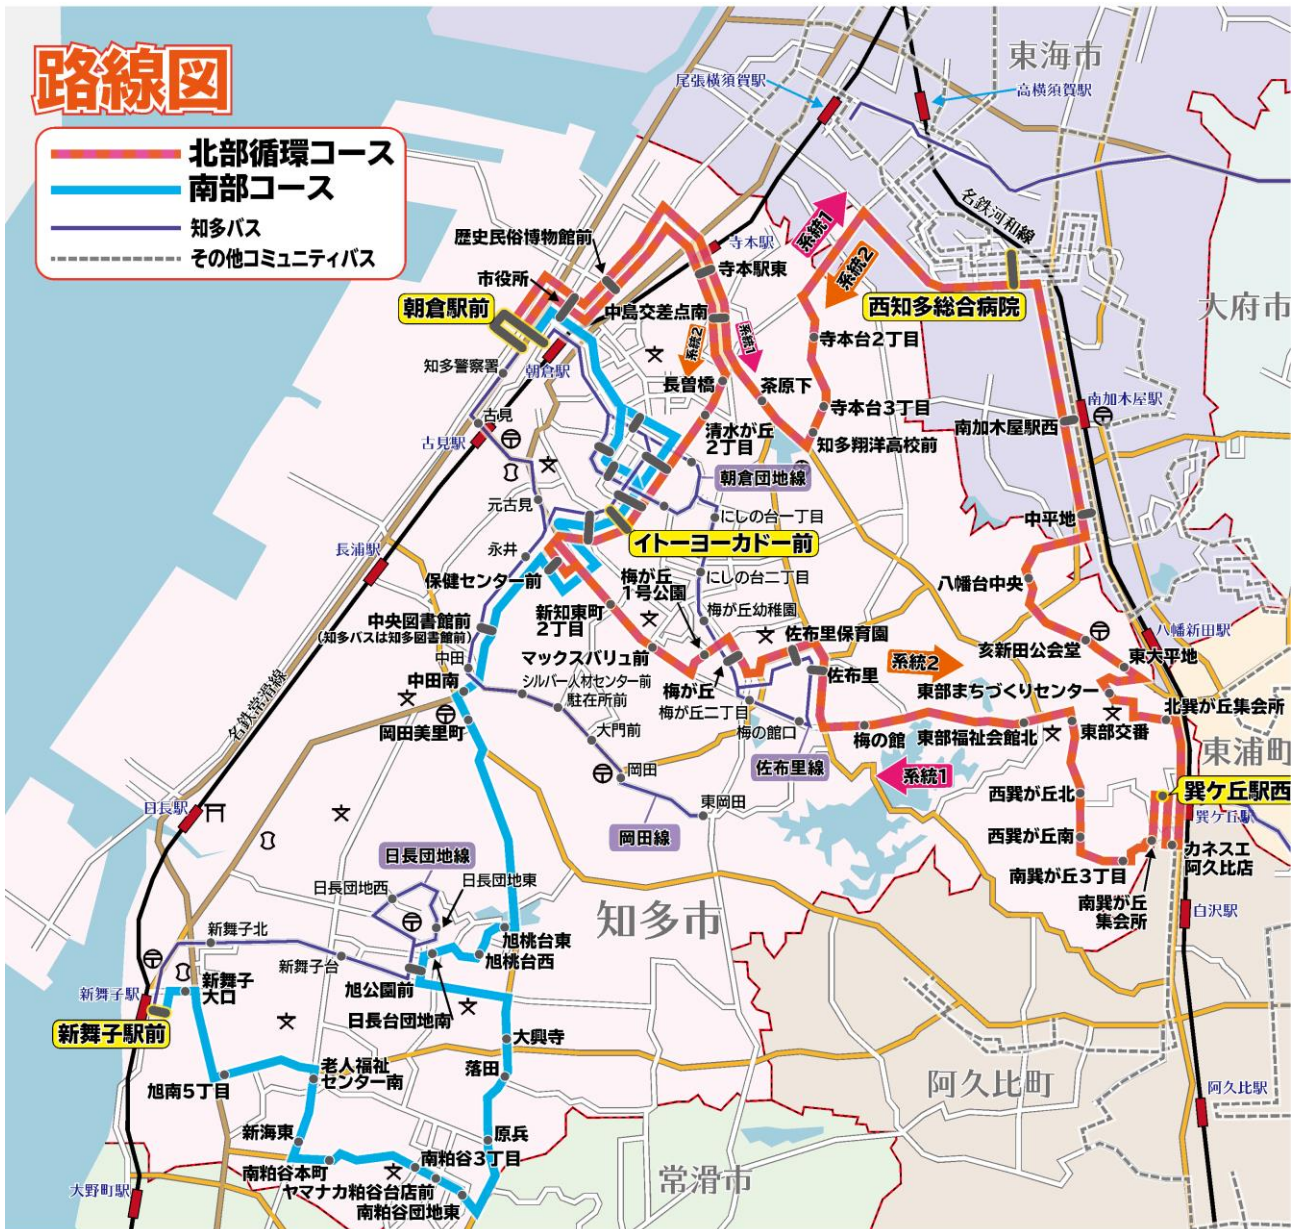 路線図
北部循環コース
南部コース
知多バス
その他コミュニティバス
東海市
尾張横須賀駅
高横須賀駅
名鉄河和線
歴史民俗博物館前
寺本駅
系統1
寺本駅東
系統2
大府市
市役所
朝倉駅前
中島交差点南
西知多総合病院
系統2
系統1
寺本台2丁目
知多警察署
朝倉駅
長曽橋
茶原下
寺本台3丁目
南加木屋駅
古見
古見駅
清水が丘
2丁目
知多翔洋高校前
南加木屋駅西
朝倉団地線
元古見
にしの台一丁目
中平地
イトーヨーカドー前
長浦駅
永井
保健センター前
梅が丘
1号公園
にしの台二丁目
八幡台中央
新知東町
2丁目
梅が丘幼稚園
中央図書館前
(知多バスは知多図書館前)
佐布里保育園
八幡新田駅
亥新田公会堂
中田
マックスバリュ前
系統2
東大平地
シルバー人材センター前
佐布里
中田南
駐在所前
梅が丘
東部まちづくりセンター
梅が丘二丁目
北巽が丘集会所
名鉄常滑線
岡田美里町
大門前
梅の館口
梅の館
東部福祉会館北
東部交番
東浦町
佐布里線
岡田
系統1
西巽が丘北
巽ケ丘駅西
日長駅
東岡田
巽ケ丘駅
岡田線
西巽が丘南
カネスエ
阿久比店
日長団地線
南巽が丘3丁目
日長団地西
日長団地東
南巽が丘
集会所
白沢駅
知多市
新舞子北
旭桃台東
新舞子台
旭桃台西
新舞子
大口
新舞子駅
旭公園前
日長台団地南
新舞子駅前
大興寺
老人福祉
センター南
落田
旭南5丁目
阿久比町
阿久比駅
新海東
原兵
南粕谷本町
南粕谷3丁目
常滑市
ヤマナカ粕谷台店前
大野町駅
南粕谷団地東